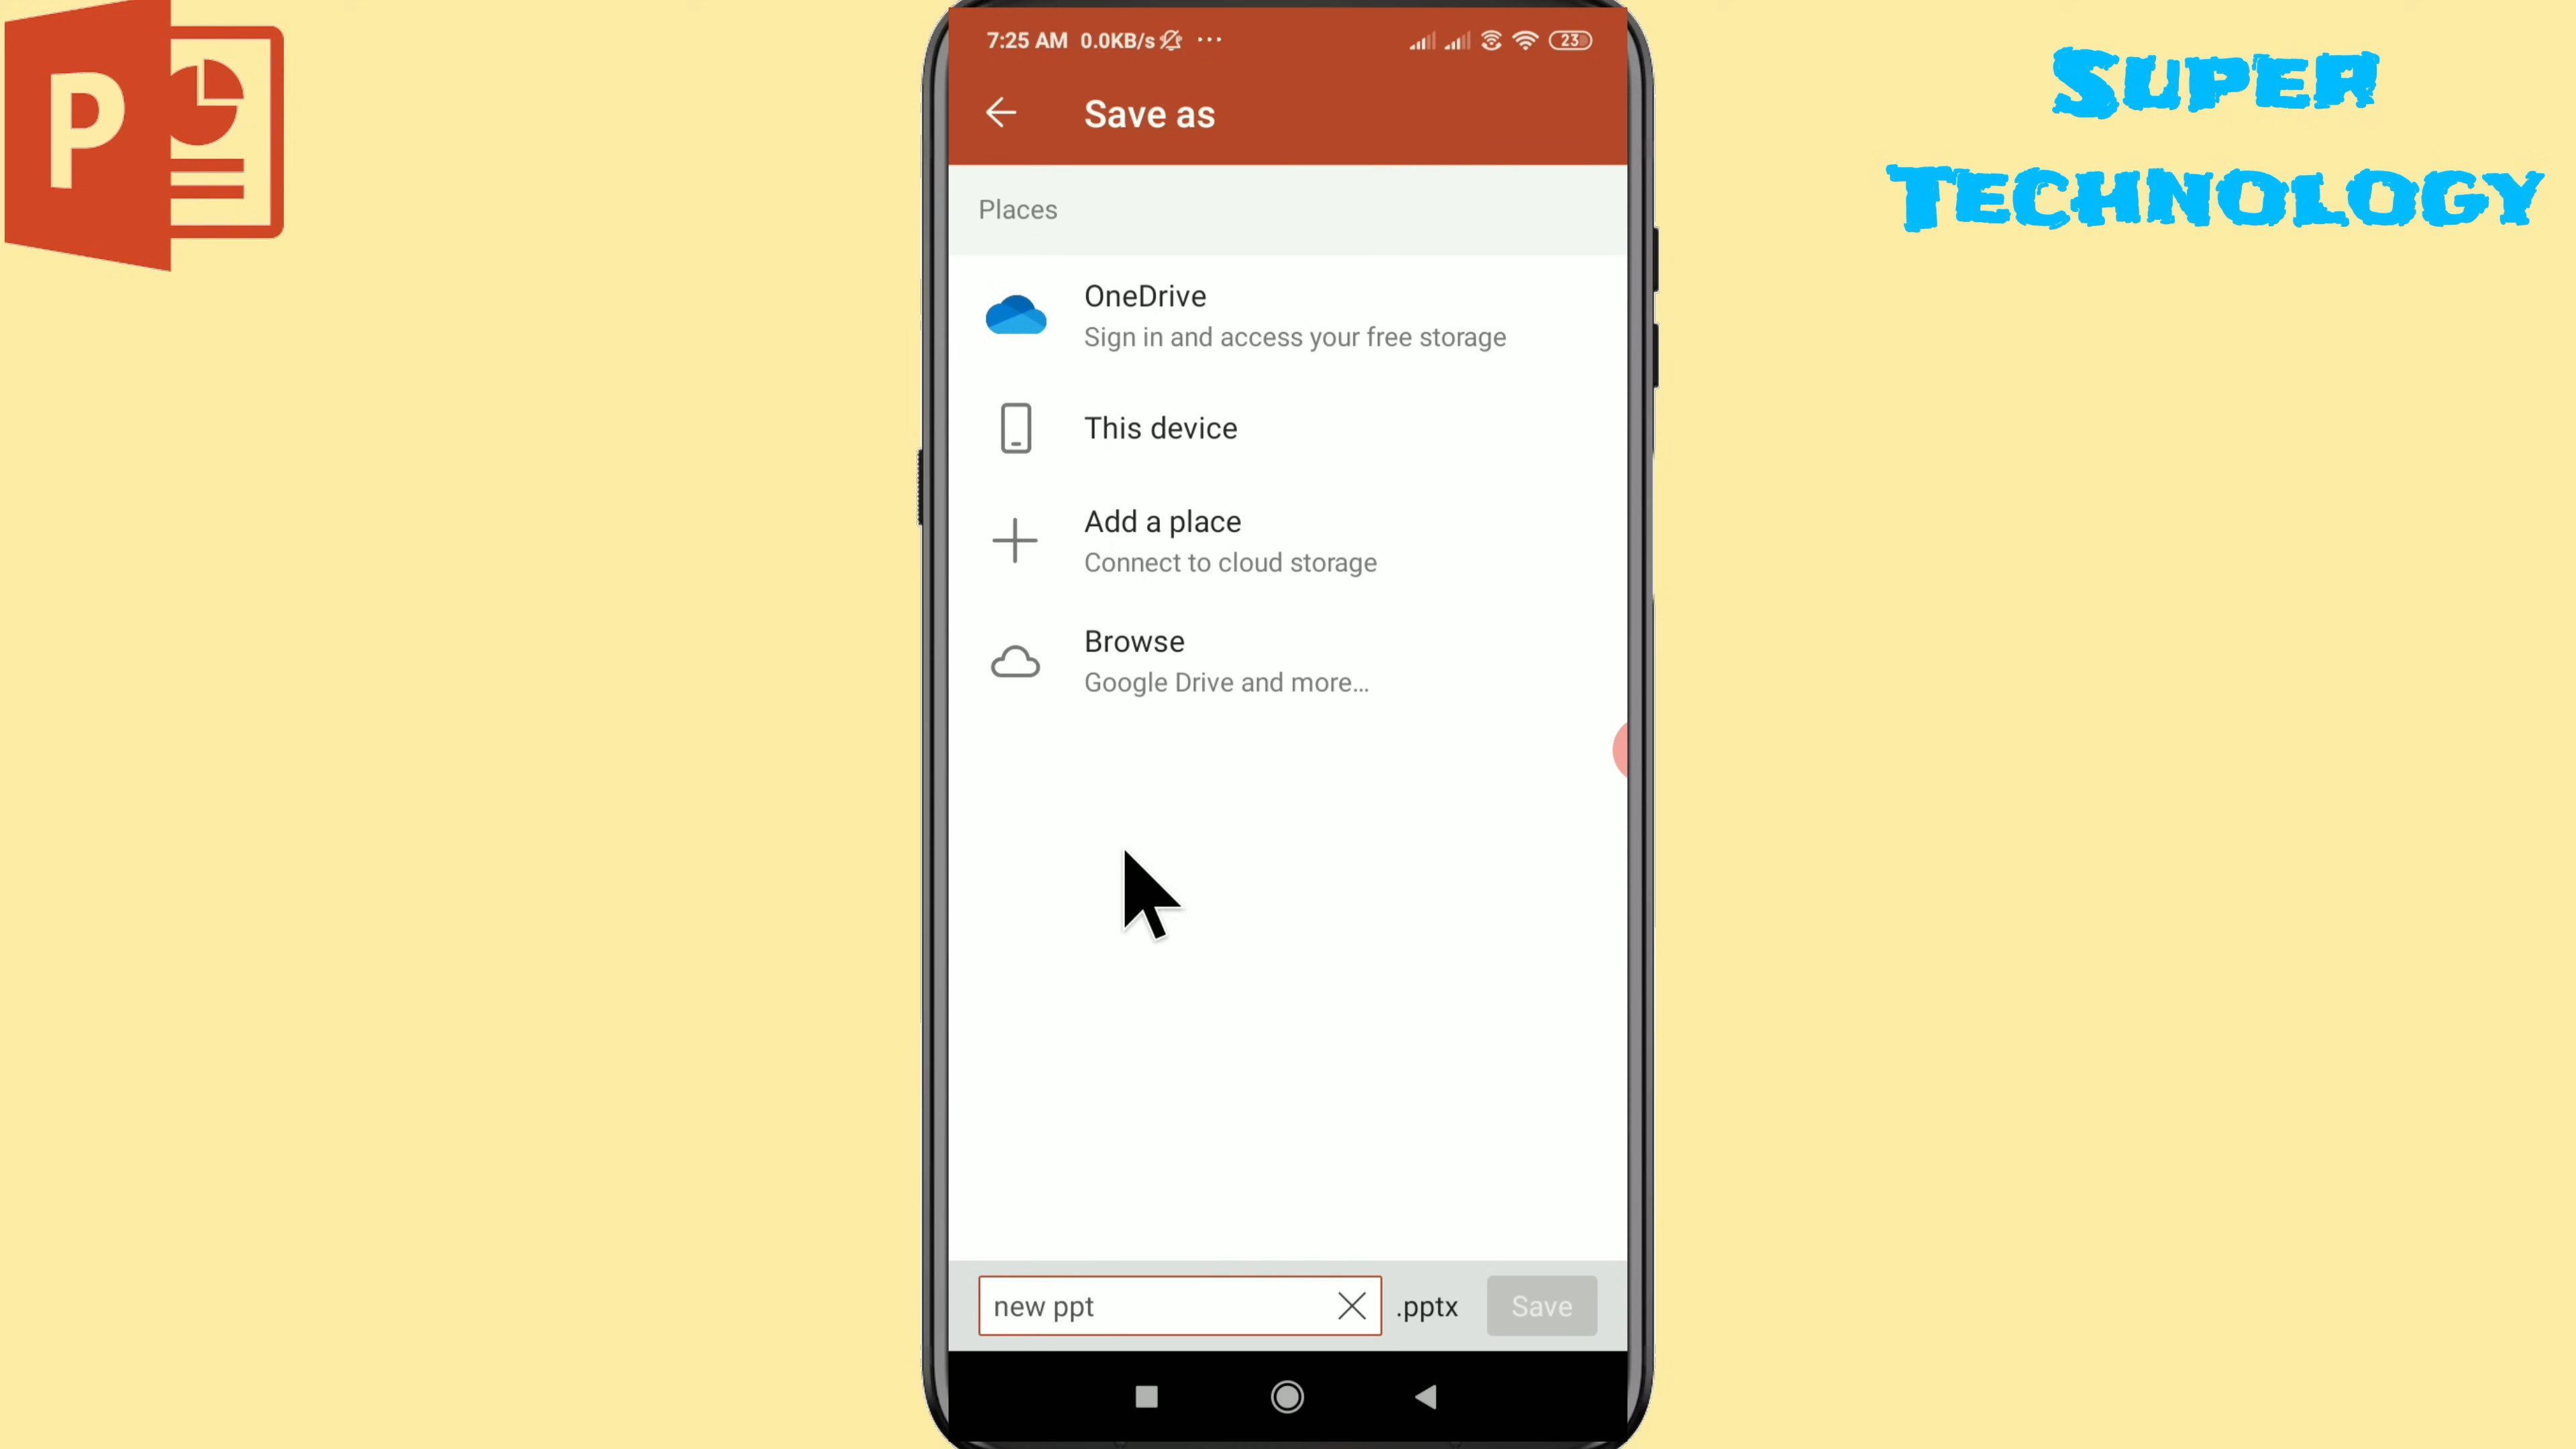 P
SUPER
TECHNOLOGY
7:25 AM 0.0KB/s ... 23
Save as
Places
OneDrive
Sign in and access your free storage
This device
Add a place
Connect to cloud storage
Browse
Google Drive and more...
new ppt .pptx Save